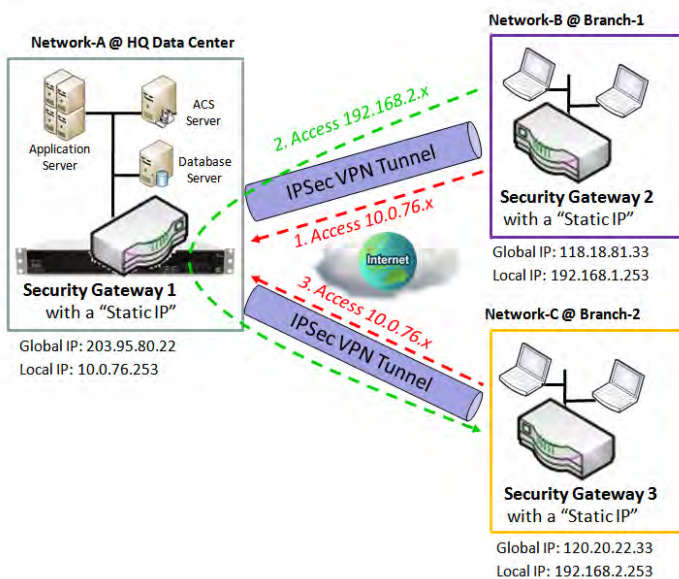 Network-A @ HQ Data Center
Application
Server
ACS
Server
Database
Server
Security Gateway 1
with a “Static IP”
Global IP: 203.95.80.22
Local IP: 10.0.76.253
2. Access 192.168.2.x
IPSec VPN Tunnel
1. Access 10.0.76.x
Internet
3. Access 10.0.76.x
IPSec VPN Tunnel
Network-B @ Branch-1
Security Gateway 2
with a “Static IP”
Global IP: 118.18.81.33
Local IP: 192.168.1.253
Network-C @ Branch-2
Security Gateway 3
with a “Static IP”
Global IP: 120.20.22.33
Local IP: 192.168.2.253